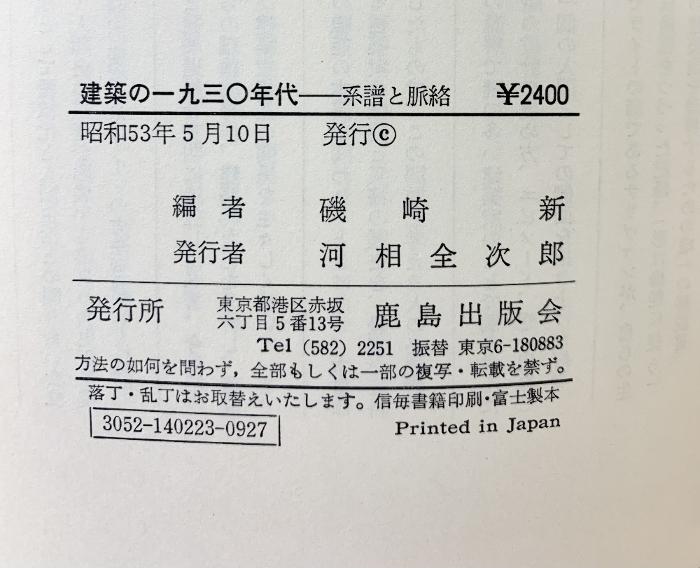 建築の一九三〇年代——系譜と脈絡　¥2400
昭和53年5月10日　発行©
編者　磯崎　新
発行者　河相全次郎
発行所　東京都港区赤坂　鹿島出版会
六丁目5番13号
Tel (582) 2251　振替 東京6-180883
方法の如何を問わず，全部もしくは一部の複写・転載を禁ず。
落丁・乱丁はお取替えいたします。信毎書籍印刷・富士製本
3052-140223-0927　Printed in Japan